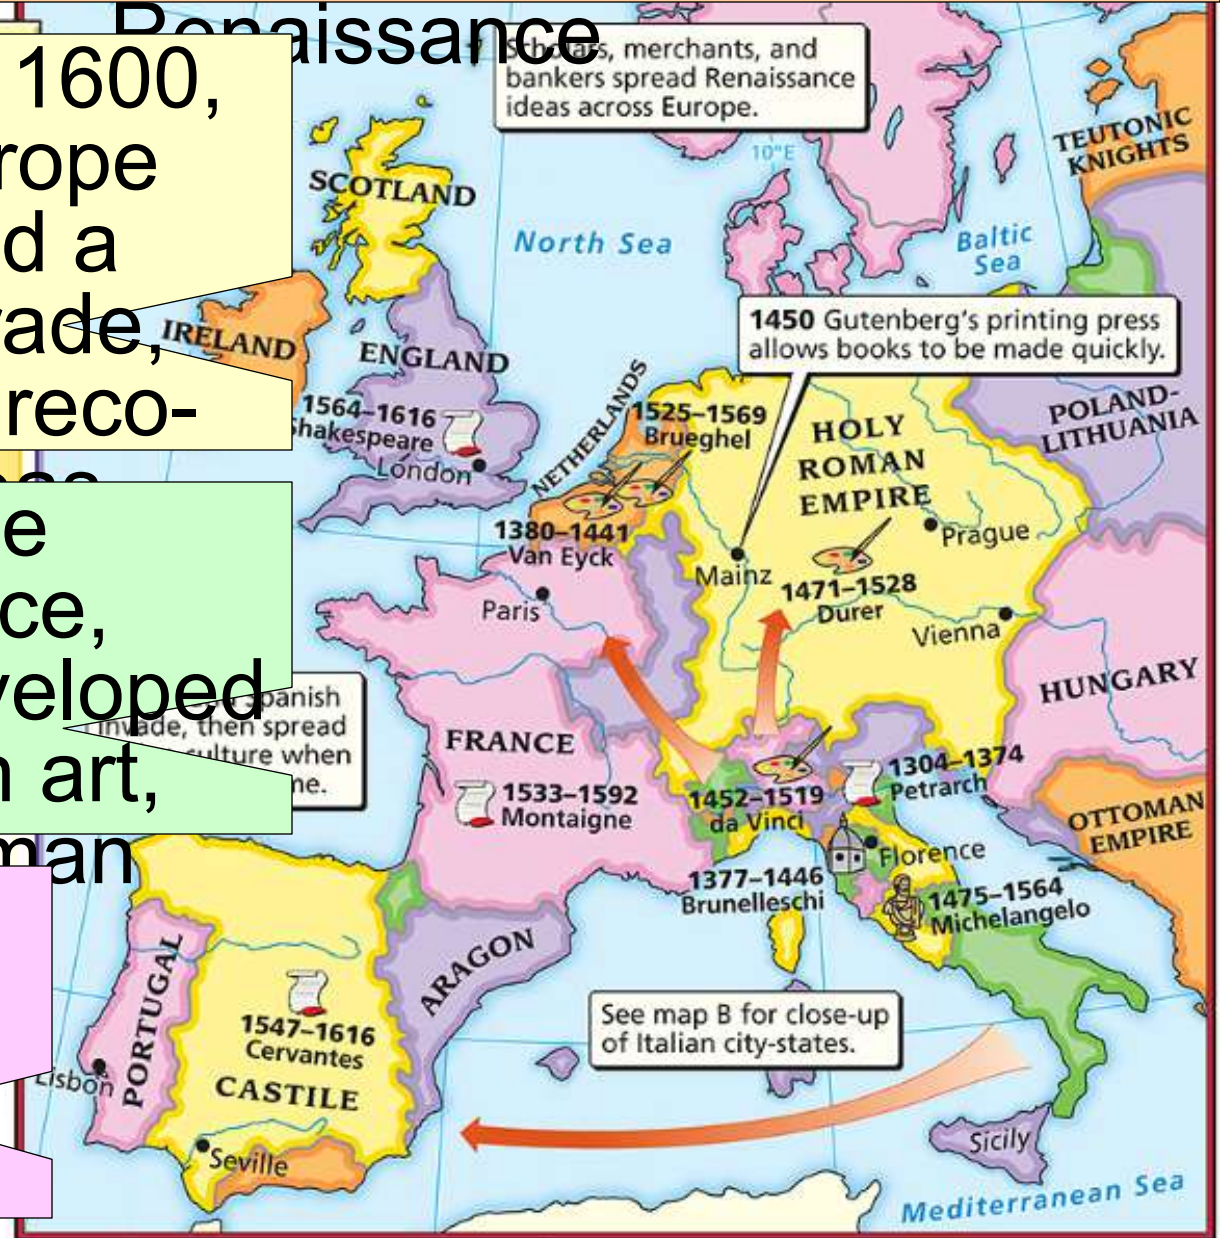 Renaissance
1600,
rope
d a
rade,
reco-
e
ce,
veloped
n art,
man
Scholars, merchants, and
bankers spread Renaissance
ideas across Europe.
10°E
TEUTONIC
KNIGHTS
SCOTLAND
North Sea
Baltic
Sea
1450 Gutenberg's printing press
allows books to be made quickly.
IRELAND
ENGLAND
1564–1616
Shakespeare
London
NETHERLANDS
1525–1569
Brueghel
HOLY
ROMAN
EMPIRE
POLAND-
LITHUANIA
1380–1441
Van Eyck
Prague
Mainz
1471–1528
Durer
Paris
Vienna
HUNGARY
Spanish
invade, then spread
culture when
me.
FRANCE
1533–1592
Montaigne
1452–1519
da Vinci
1304–1374
Petrarch
OTTOMAN
EMPIRE
Florence
1377–1446
Brunelleschi
1475–1564
Michelangelo
PORTUGAL
ARAGON
1547–1616
Cervantes
CASTILE
Lisbon
Seville
See map B for close-up
of Italian city-states.
Sicily
Mediterranean Sea